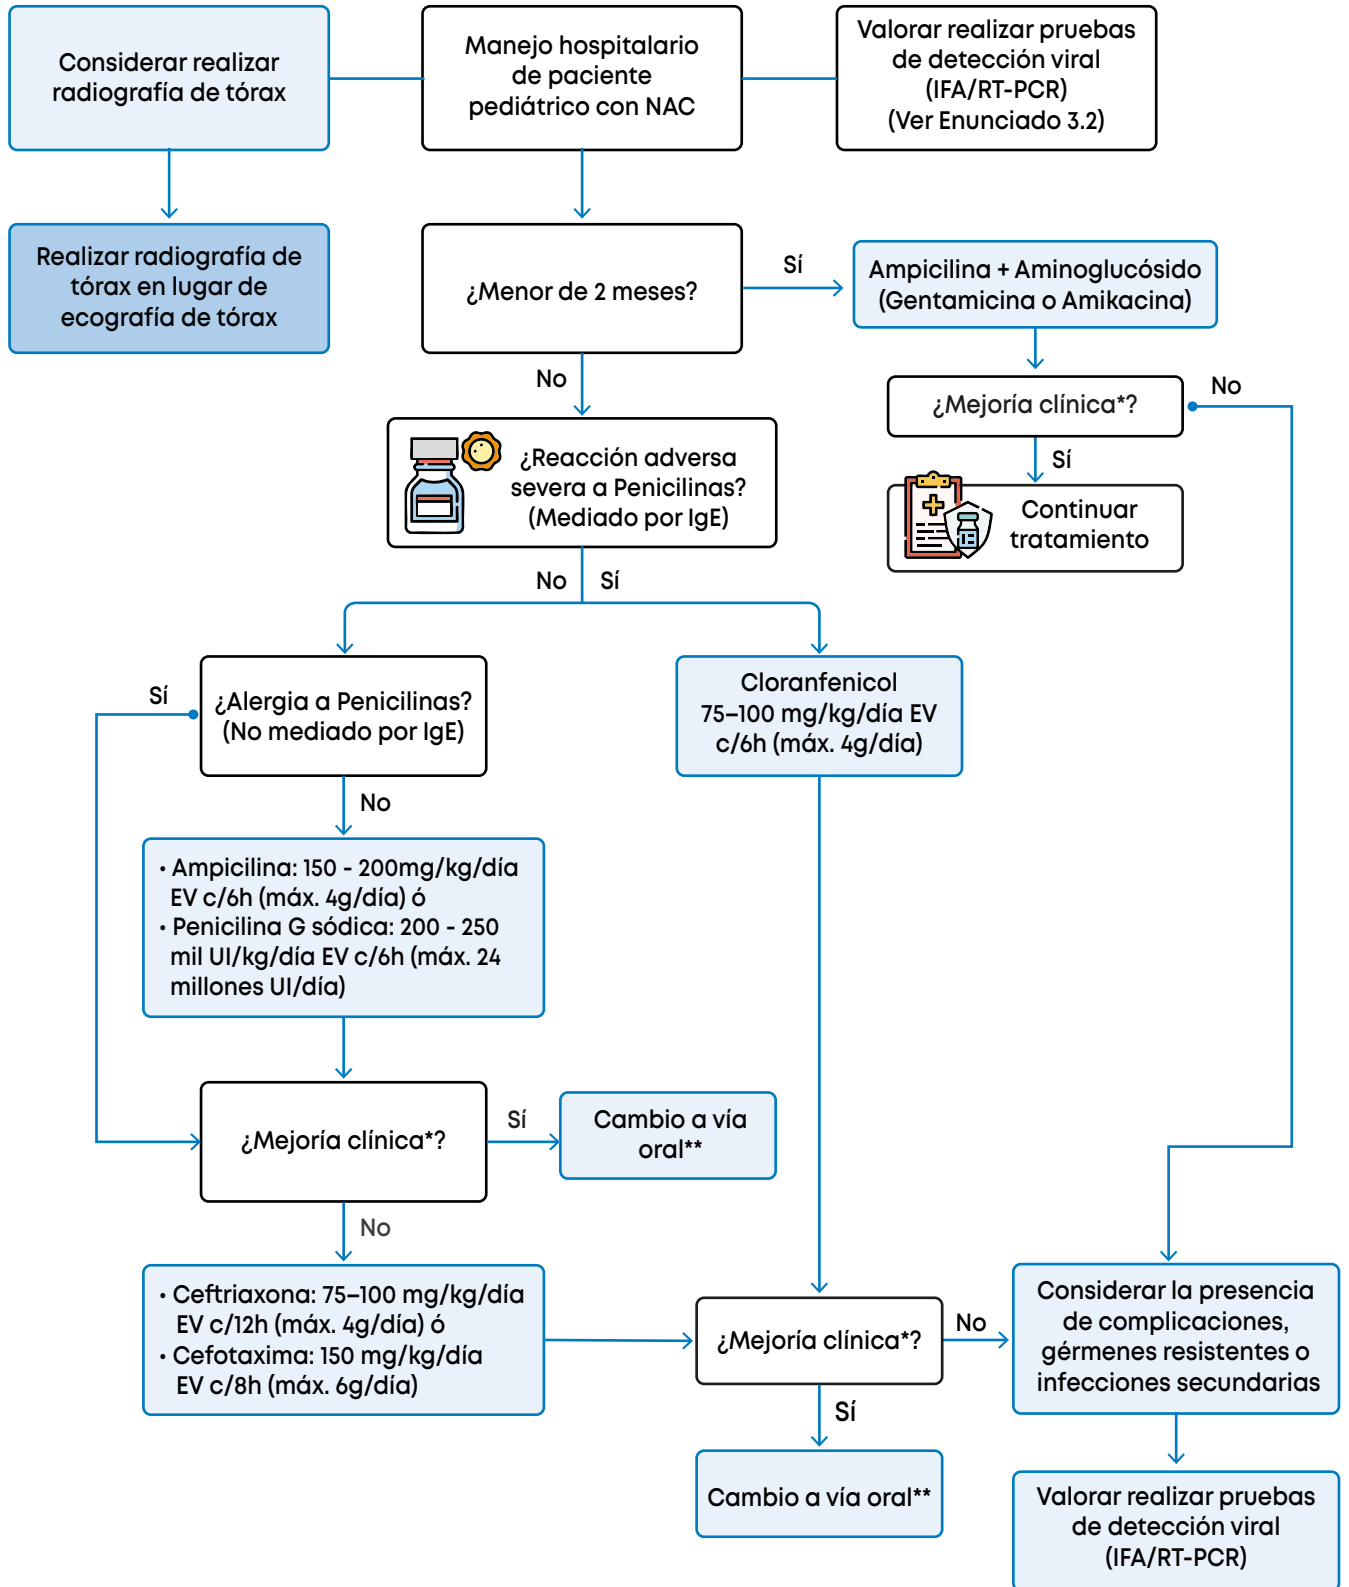 Considerar realizar
radiografía de tórax
Manejo hospitalario
de paciente
pediátrico con NAC
Valorar realizar pruebas
de detección viral
(IFA/RT-PCR)
(Ver Enunciado 3.2)
Realizar radiografía de
tórax en lugar de
ecografía de tórax
¿Menor de 2 meses?
Sí
Ampicilina + Aminoglucósido
(Gentamicina o Amikacina)
No
¿Mejoría clínica*?
No
Sí
Continuar
tratamiento
¿Reacción adversa
severa a Penicilinas?
(Mediado por IgE)
No
Sí
Sí
¿Alergia a Penicilinas?
(No mediado por IgE)
Cloranfenicol
75–100 mg/kg/día EV
c/6h (máx. 4g/día)
No
• Ampicilina: 150 - 200mg/kg/día
EV c/6h (máx. 4g/día) ó
• Penicilina G sódica: 200 - 250
mil UI/kg/día EV c/6h (máx. 24
millones UI/día)
¿Mejoría clínica*?
Sí
Cambio a vía
oral**
No
• Ceftriaxona: 75–100 mg/kg/día
EV c/12h (máx. 4g/día) ó
• Cefotaxima: 150 mg/kg/día
EV c/8h (máx. 6g/día)
¿Mejoría clínica*?
No
Considerar la presencia
de complicaciones,
gérmenes resistentes o
infecciones secundarias
Sí
Cambio a vía oral**
Valorar realizar pruebas
de detección viral
(IFA/RT-PCR)